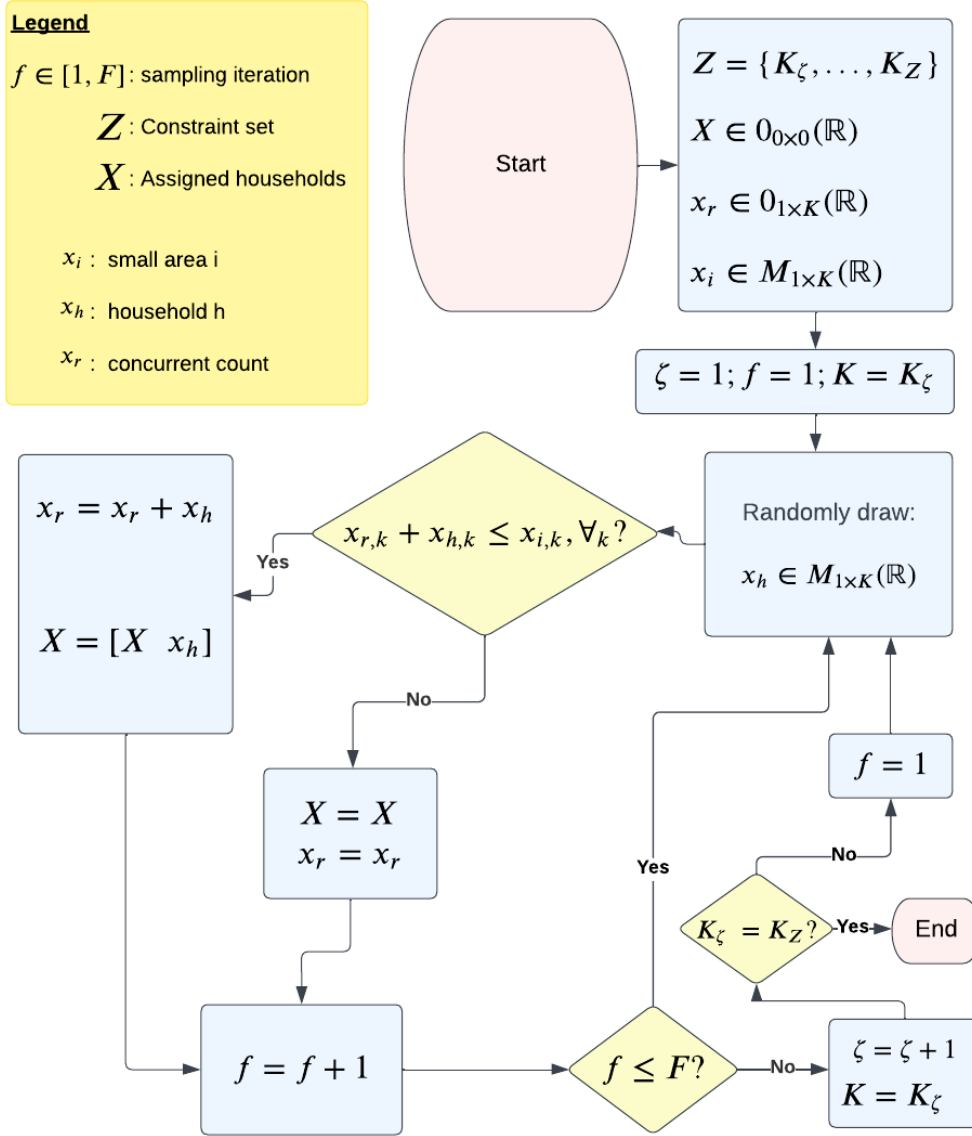 Legend
f ∈ [1, F] : sampling iteration
Z : Constraint set
X : Assigned households
x_i : small area i
x_h : household h
x_r : concurrent count
Start
Z = {K_ζ, . . . , K_Z}
X ∈ 0_{0×0}(ℝ)
x_r ∈ 0_{1×K}(ℝ)
x_i ∈ M_{1×K}(ℝ)
ζ = 1; f = 1; K = K_ζ
Randomly draw:
x_h ∈ M_{1×K}(ℝ)
x_{r,k} + x_{h,k} ≤ x_{i,k}, ∀_k?
Yes
x_r = x_r + x_h
X = [X x_h]
No
X = X
x_r = x_r
f = f + 1
f ≤ F?
Yes
No
ζ = ζ + 1
K = K_ζ
K_ζ = K_Z?
Yes
End
No
f = 1